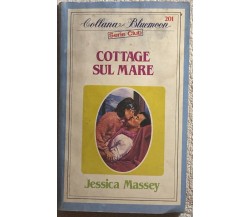 Collana Bluemoon
201
Serie Club
COTTAGE
SUL MARE
Jessica Massey